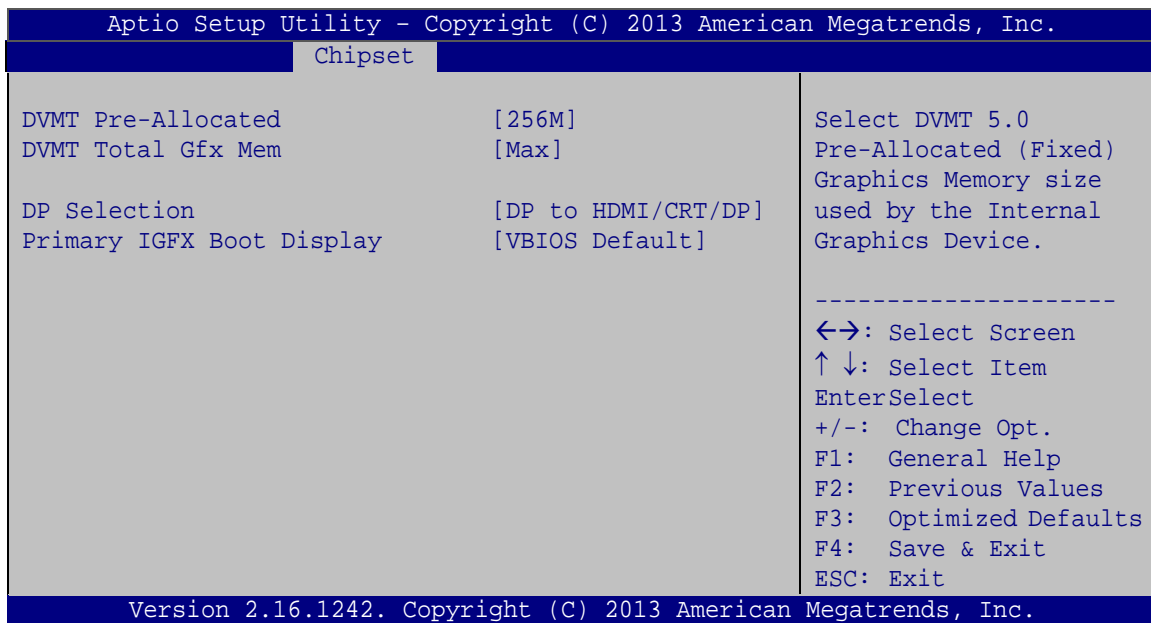 Aptio Setup Utility – Copyright (C) 2013 American Megatrends, Inc.
Chipset
DVMT Pre-Allocated [256M]
DVMT Total Gfx Mem [Max]
DP Selection [DP to HDMI/CRT/DP]
Primary IGFX Boot Display [VBIOS Default]
Select DVMT 5.0
Pre-Allocated (Fixed)
Graphics Memory size
used by the Internal
Graphics Device.
---------------------
←→: Select Screen
↑ ↓: Select Item
EnterSelect
+/-: Change Opt.
F1: General Help
F2: Previous Values
F3: Optimized Defaults
F4: Save & Exit
ESC: Exit
Version 2.16.1242. Copyright (C) 2013 American Megatrends, Inc.